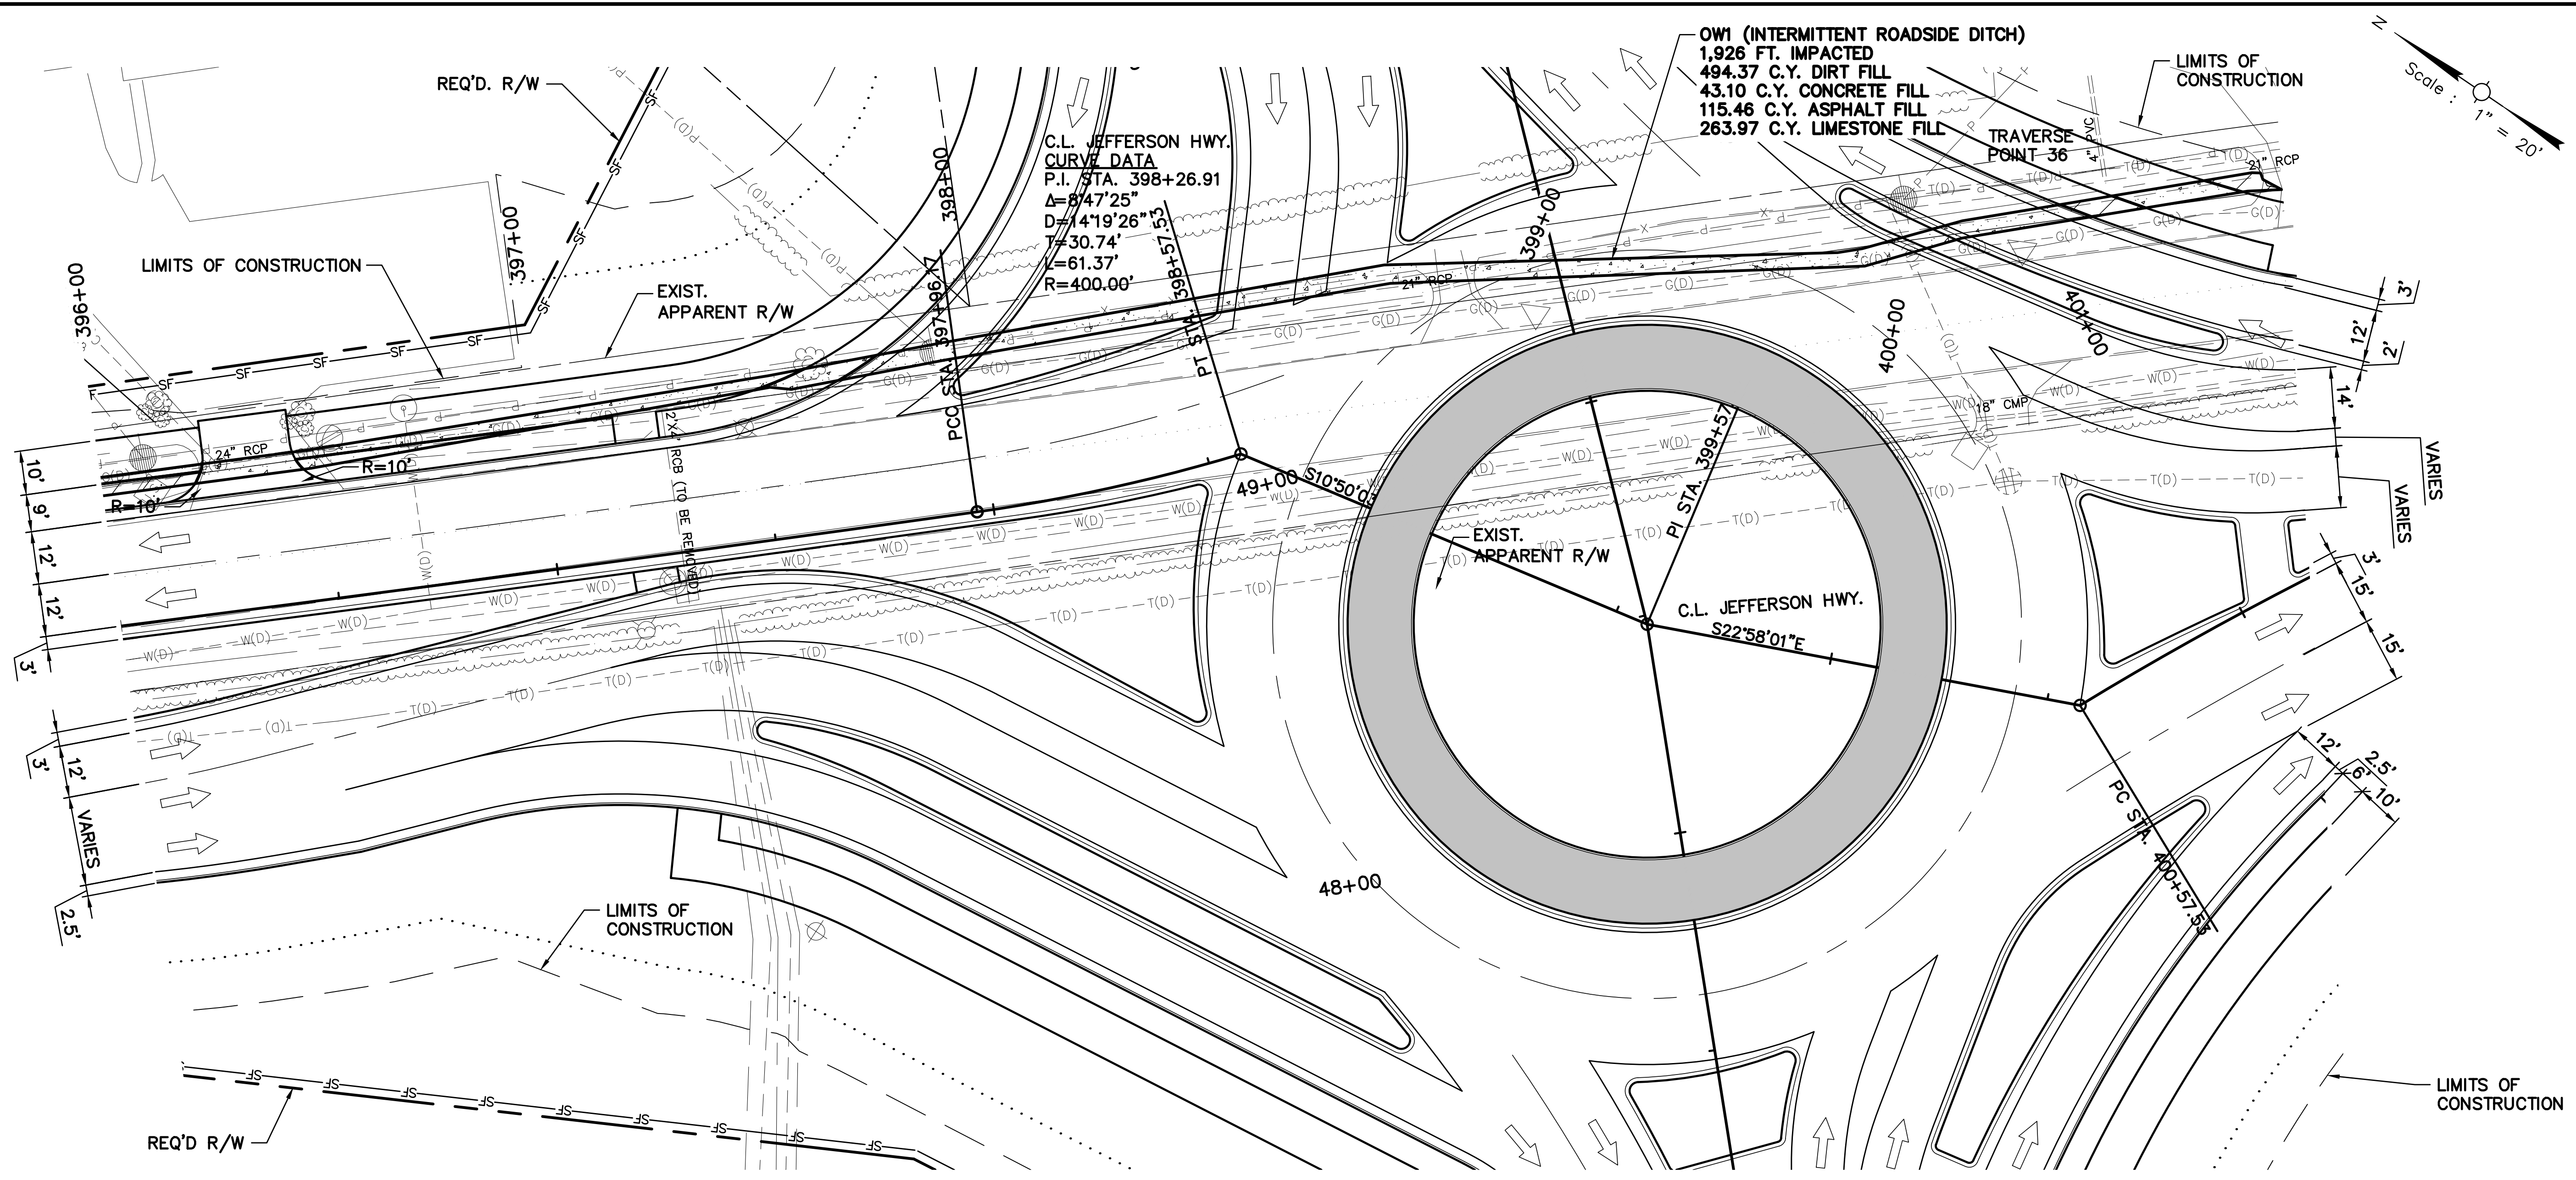 OW1 (INTERMITTENT ROADSIDE DITCH)
1,926 FT. IMPACTED
494.37 C.Y. DIRT FILL
43.10 C.Y. CONCRETE FILL
115.46 C.Y. ASPHALT FILL
263.97 C.Y. LIMESTONE FILL
N
Scale : 1" = 20'
LIMITS OF
CONSTRUCTION
REQ'D. R/W
TRAVERSE
POINT 36
4" PVC
21" RCP
C.L. JEFFERSON HWY.
CURVE DATA
P.I. STA. 398+26.91
Δ=8°47'25"
D=14°19'26"
T=30.74'
L=61.37'
R=400.00'
396+00
397+00
398+00
399+00
400+00
401+00
LIMITS OF CONSTRUCTION
EXIST.
APPARENT R/W
PCC STA. 397+96.17
PT STA. 398+57.53
21" RCP
24" RCP
R=10'
R=10'
2'X2' RCB (TO BE REMOVED)
18" CMP
49+00
S10°50'03
PI STA. 399+57
EXIST.
APPARENT R/W
C.L. JEFFERSON HWY.
S22°58'01"E
48+00
PC STA. 400+57.53
10'
9'
12'
12'
3'
3'
12'
VARIES
2.5'
3'
12'
2'
14'
VARIES
VARIES
3'
15'
15'
12'
2.5'
6'
10'
LIMITS OF
CONSTRUCTION
REQ'D R/W
LIMITS OF
CONSTRUCTION
SF
W(D)
T(D)
G(D)
P(D)